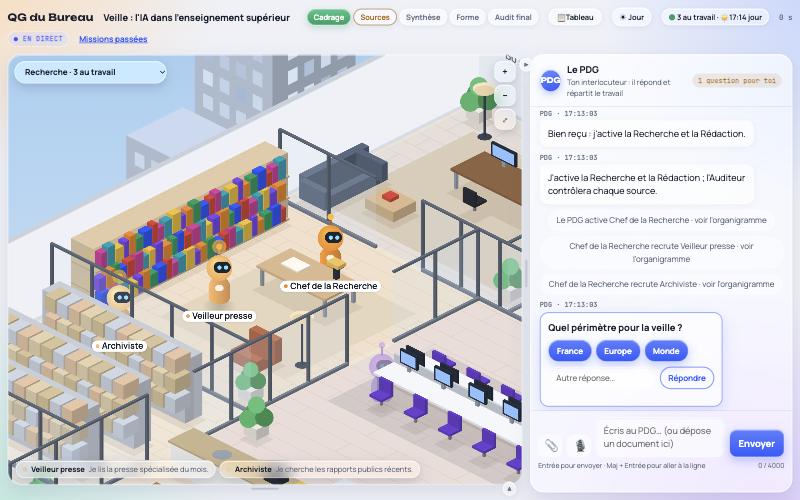 QG du Bureau Veille : l'IA dans l'enseignement supérieur Cadrage Sources Synthèse Forme Audit final Tableau Jour 3 au travail · 17:14 jour 0 s
EN DIRECT Missions passées
Recherche · 3 au travail
+
−
Chef de la Recherche
Veilleur presse
Archiviste
Veilleur presse Je lis la presse spécialisée du mois.
Archiviste Je cherche les rapports publics récents
PDG
Le PDG
Ton interlocuteur : il répond et
répartit le travail
1 question pour toi
PDG · 17:13:03
Bien reçu : j'active la Recherche et la Rédaction.
PDG · 17:13:03
J'active la Recherche et la Rédaction ; l'Auditeur
contrôlera chaque source.
Le PDG active Chef de la Recherche · voir l'organigramme
Chef de la Recherche recrute Veilleur presse · voir
l'organigramme
Chef de la Recherche recrute Archiviste · voir l'organigramme
PDG · 17:13:03
Quel périmètre pour la veille ?
France Europe Monde
Autre réponse… Répondre
Écris au PDG… (ou dépose
un document ici)
Envoyer
Entrée pour envoyer · Maj + Entrée pour aller à la ligne 0 / 4000